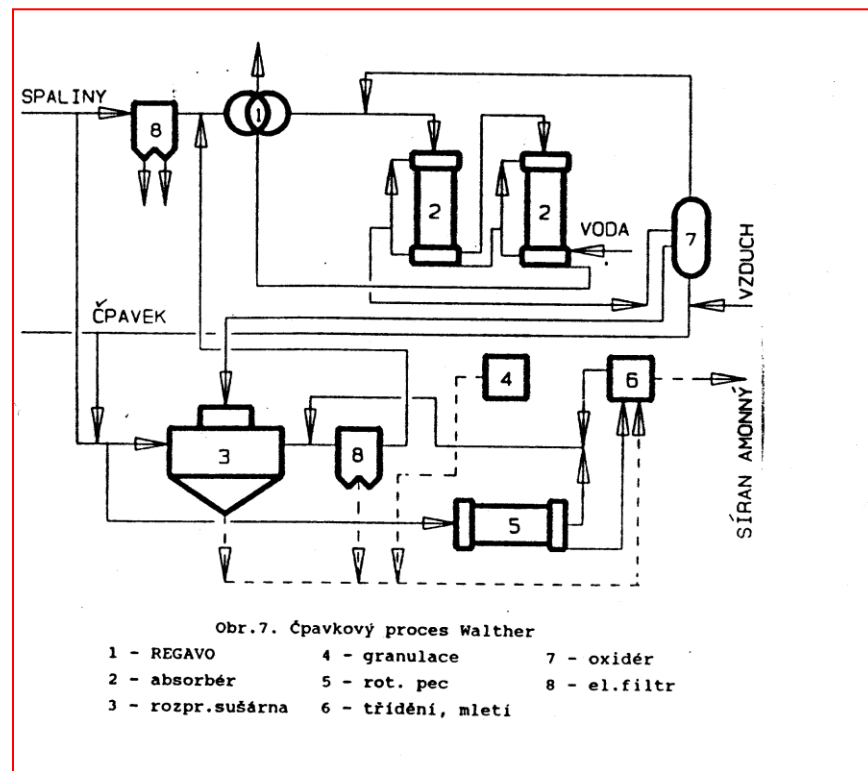 SPALINY
8
1
2
2
VODA
7
VZDUCH
ČPAVEK
4
6
3
8
5
SÍRAN AMONNÝ
Obr.7. Čpavkový proces Walther
1 - REGAVO
4 - granulace
7 - oxidér
2 - absorbér
5 - rot. pec
8 - el.filtr
3 - rozpr.sušárna
6 - třídění, mletí